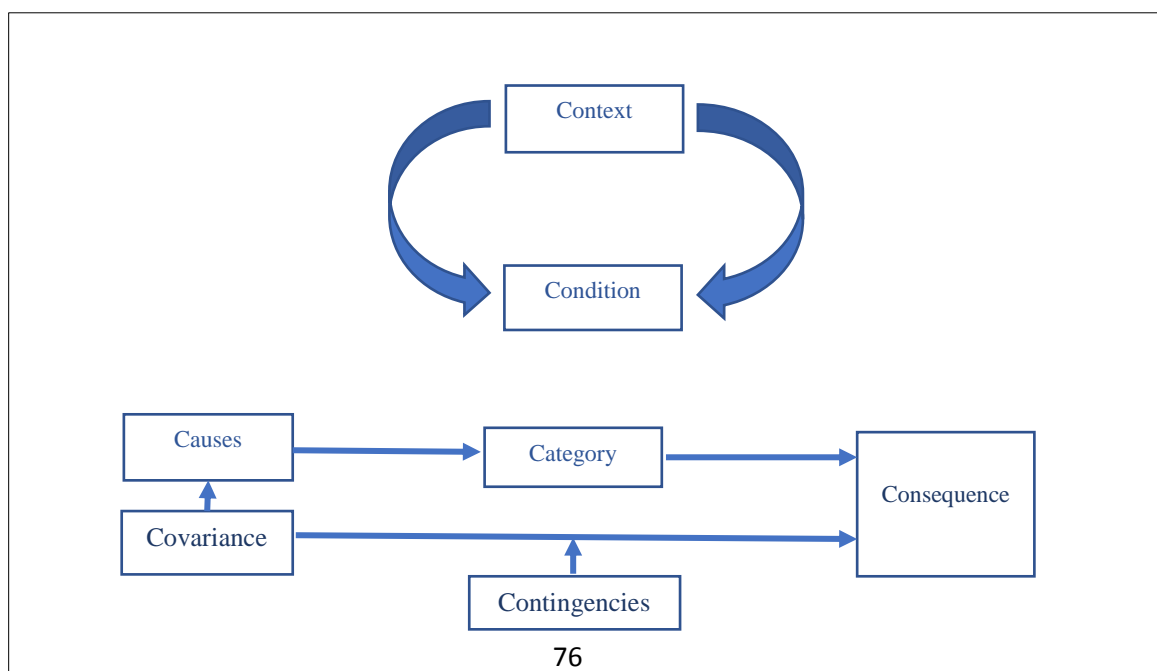 Context
Condition
Causes
Category
Consequence
Covariance
Contingencies
76